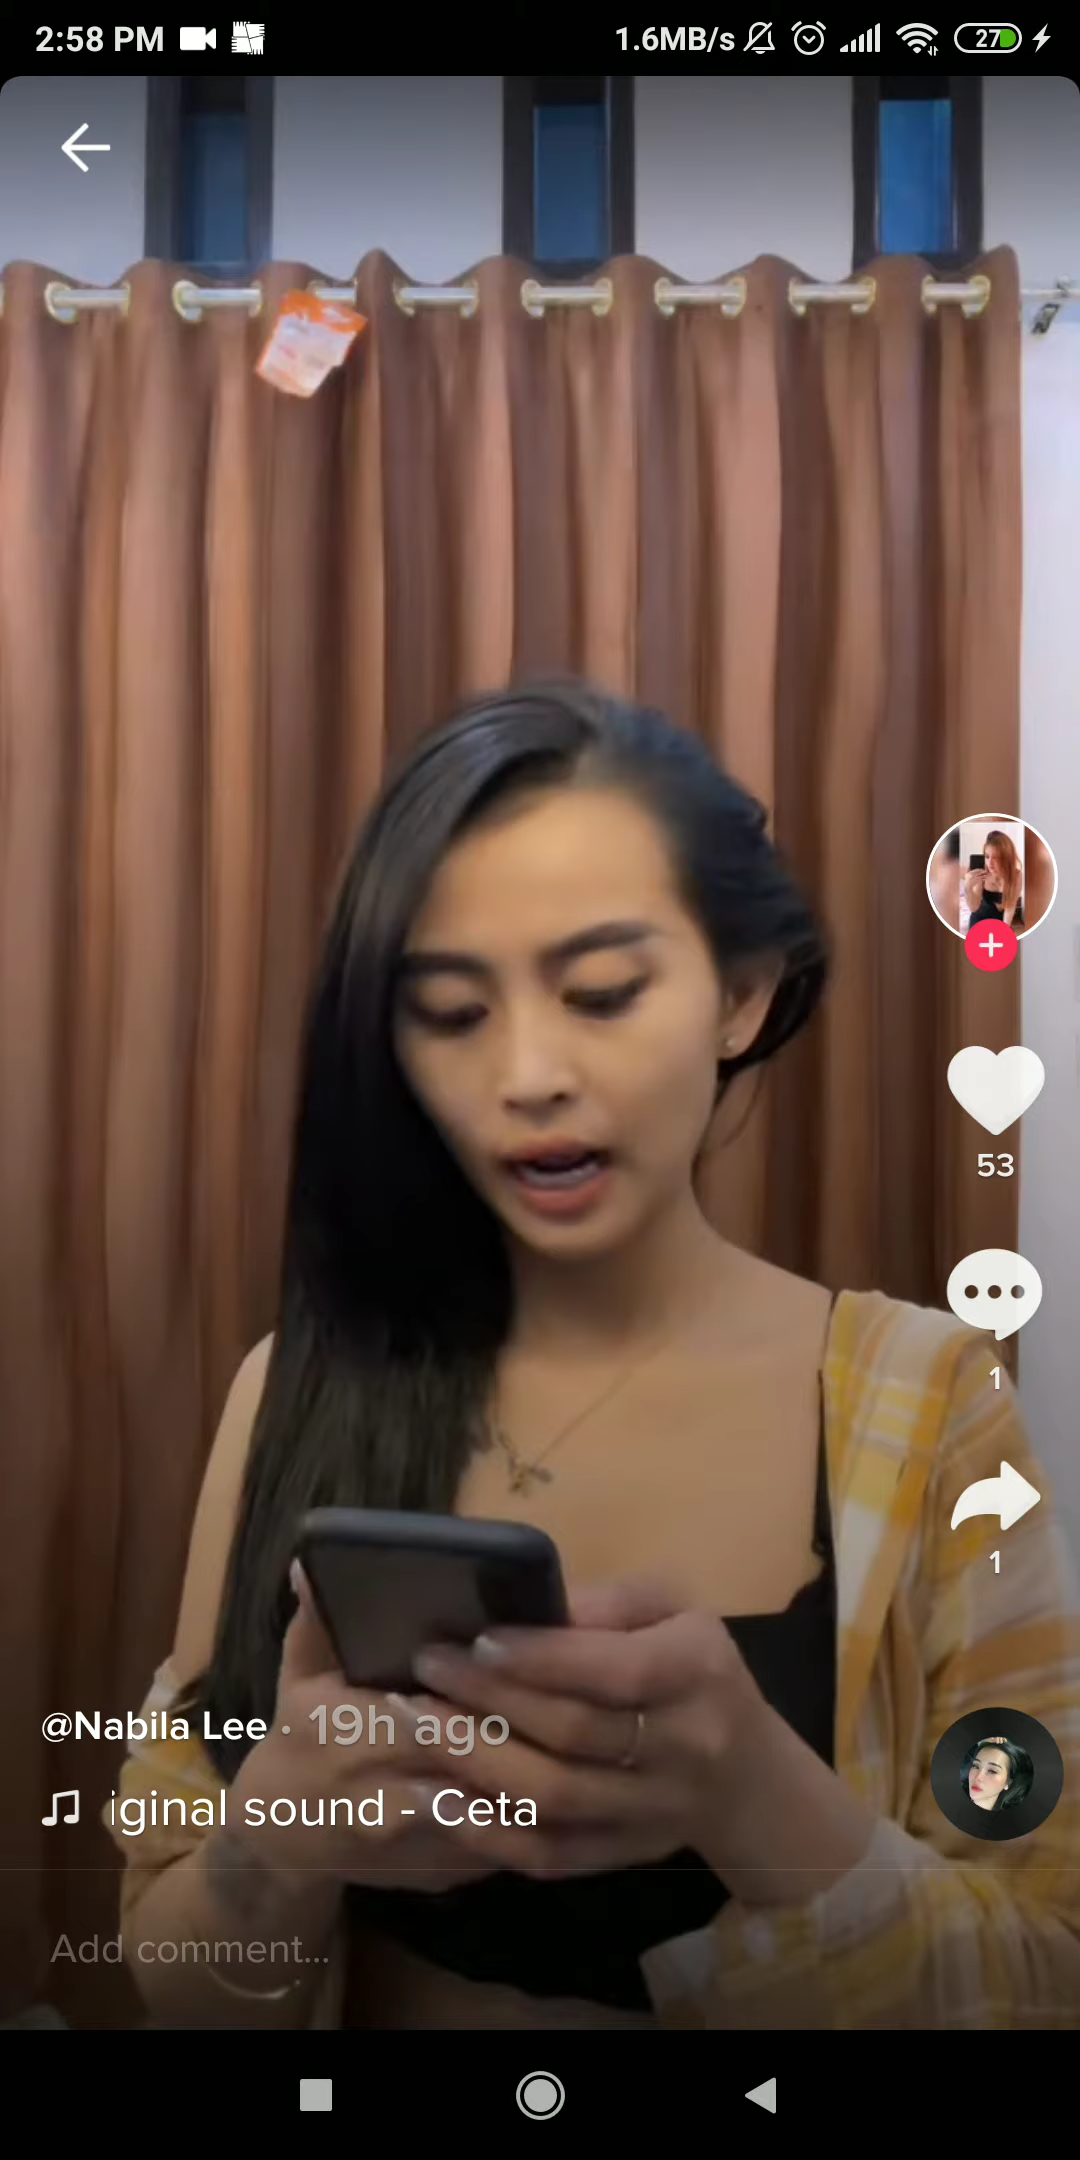 2:58 PM
1.6MB/s
27
53
1
1
@Nabila Lee · 19h ago
iginal sound - Ceta
Add comment...